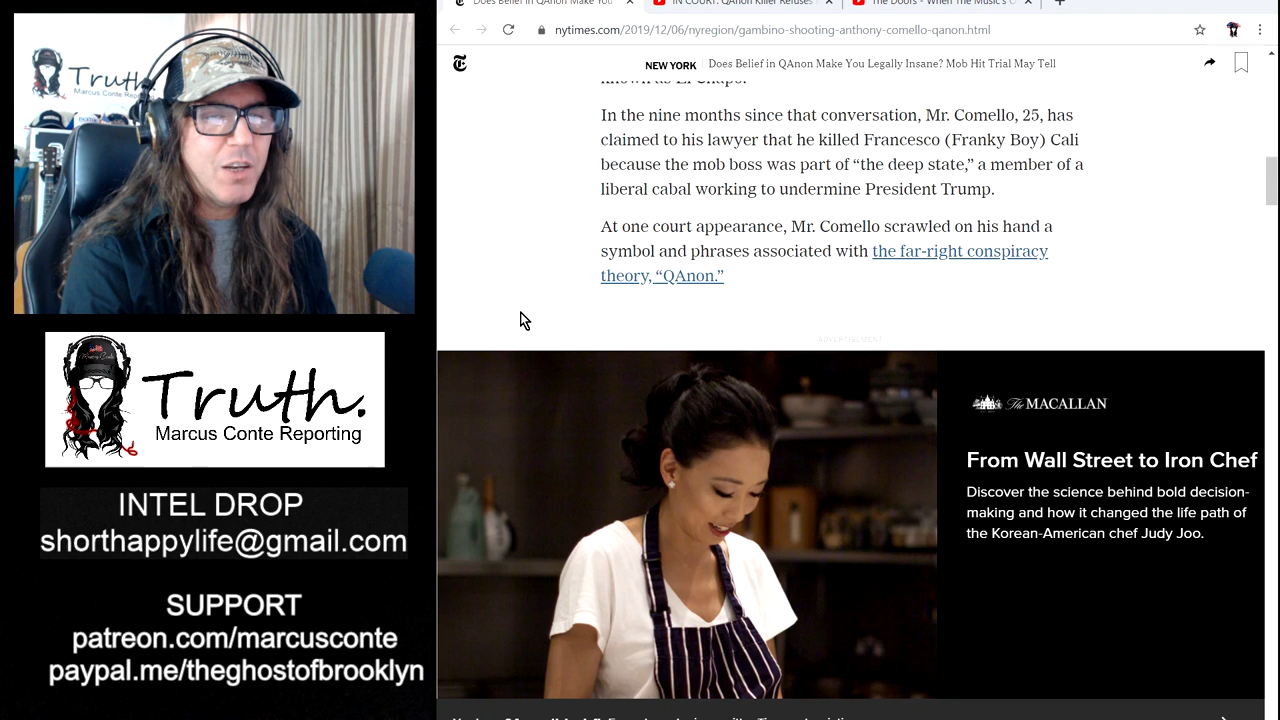 Does Belief in QAnon Make You
IN COURT: QAnon Killer Refuses
The Doors - When The Music's O
nytimes.com/2019/12/06/nyregion/gambino-shooting-anthony-comello-qanon.html
NEW YORK
Does Belief in QAnon Make You Legally Insane? Mob Hit Trial May Tell
known as El Chapo.
In the nine months since that conversation, Mr. Comello, 25, has
claimed to his lawyer that he killed Francesco (Franky Boy) Cali
because the mob boss was part of “the deep state,” a member of a
liberal cabal working to undermine President Trump.
At one court appearance, Mr. Comello scrawled on his hand a
symbol and phrases associated with the far-right conspiracy
theory, “QAnon.”
ADVERTISEMENT
The MACALLAN
From Wall Street to Iron Chef
Discover the science behind bold decision-
making and how it changed the life path of
the Korean-American chef Judy Joo.
Truth.
Marcus Conte Reporting
Truth.
Marcus Conte Reporting
INTEL DROP
shorthappylife@gmail.com
SUPPORT
patreon.com/marcusconte
paypal.me/theghostofbrooklyn